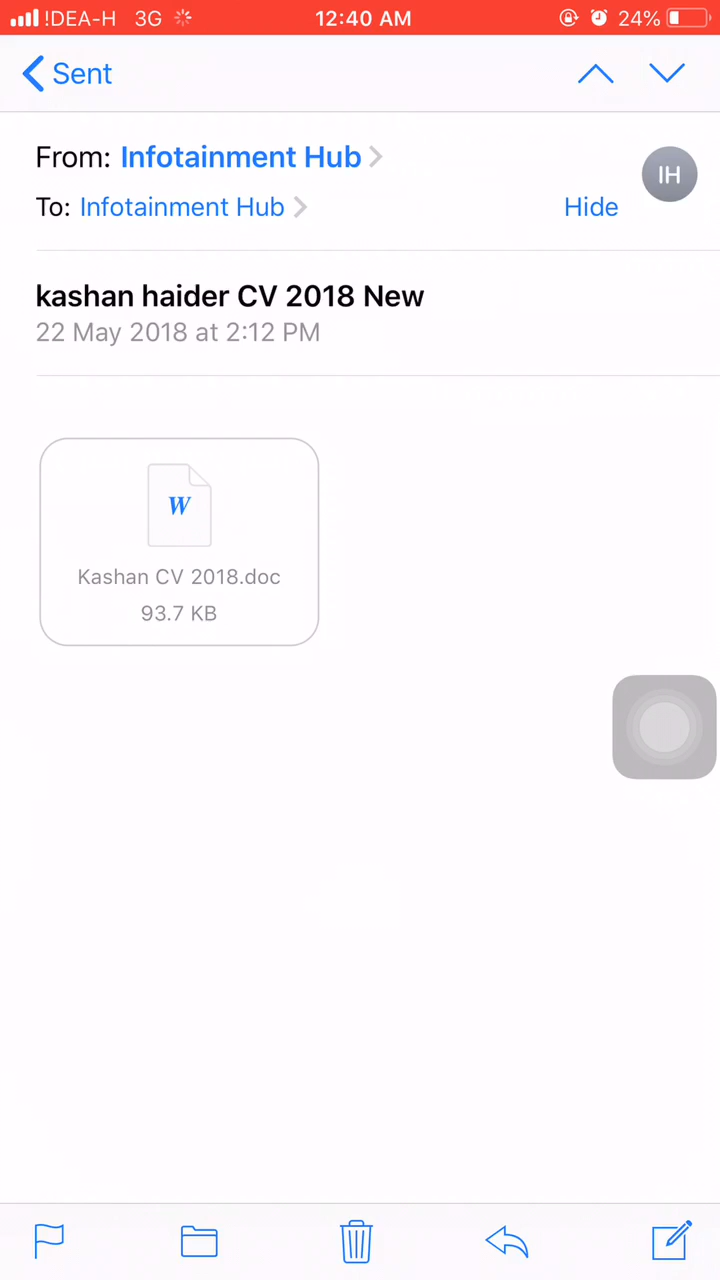 !DEA-H 3G 12:40 AM 24%
Sent
From: Infotainment Hub
IH
To: Infotainment Hub Hide
kashan haider CV 2018 New
22 May 2018 at 2:12 PM
W
Kashan CV 2018.doc
93.7 KB